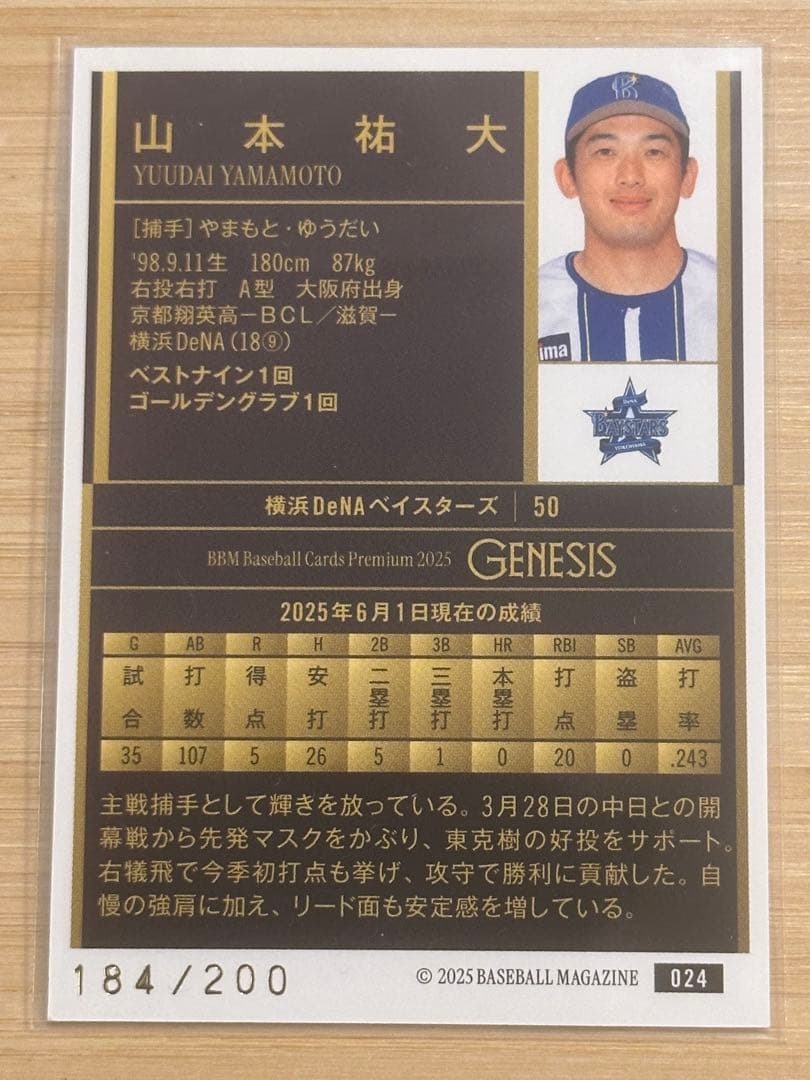 山本祐大
YUUDAI YAMAMOTO
[捕手]やまもと・ゆうだい
'98.9.11生 180cm 87kg
右投右打 A型 大阪府出身
京都翔英高－BCL／滋賀－
横浜DeNA(18⑨)
ベストナイン1回
ゴールデングラブ1回
B
ima
DeNA
BAYSTARS
YOKOHAMA
横浜DeNAベイスターズ | 50
BBM Baseball Cards Premium 2025 GENESIS
2025年6月1日現在の成績
G AB R H 2B 3B HR RBI SB AVG
試合 打数 得点 安打 二塁打 三塁打 本塁打 打点 盗塁 打率
35 107 5 26 5 1 0 20 0 .243
主戦捕手として輝きを放っている。3月28日の中日との開
幕戦から先発マスクをかぶり、東克樹の好投をサポート。
右犠飛で今季初打点も挙げ、攻守で勝利に貢献した。自
慢の強肩に加え、リード面も安定感を増している。
184/200
© 2025 BASEBALL MAGAZINE 024